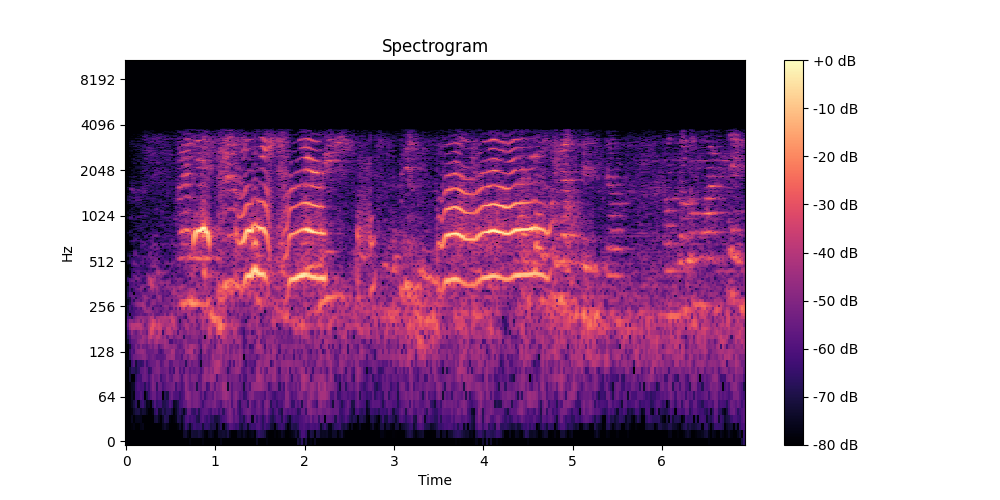 Spectrogram
8192
4096
2048
1024
512
256
128
64
0
Hz
0 1 2 3 4 5 6
Time
+0 dB
-10 dB
-20 dB
-30 dB
-40 dB
-50 dB
-60 dB
-70 dB
-80 dB